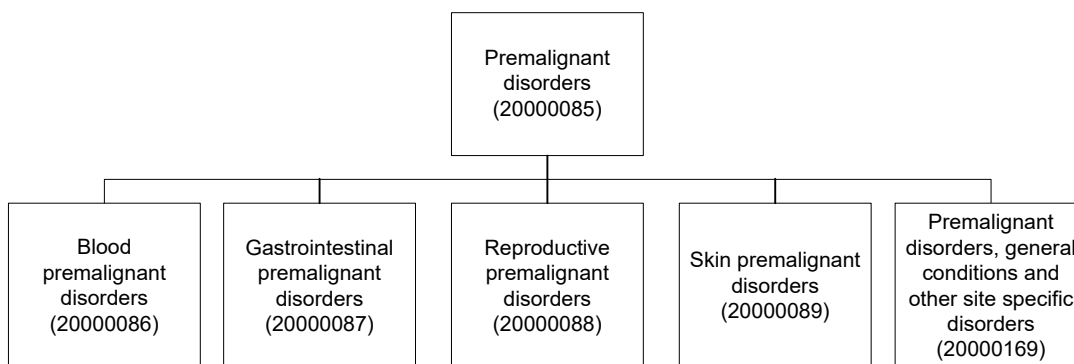 Premalignant
disorders
(20000085)
Blood
premalignant
disorders
(20000086)
Gastrointestinal
premalignant
disorders
(20000087)
Reproductive
premalignant
disorders
(20000088)
Skin premalignant
disorders
(20000089)
Premalignant
disorders, general
conditions and
other site specific
disorders
(20000169)